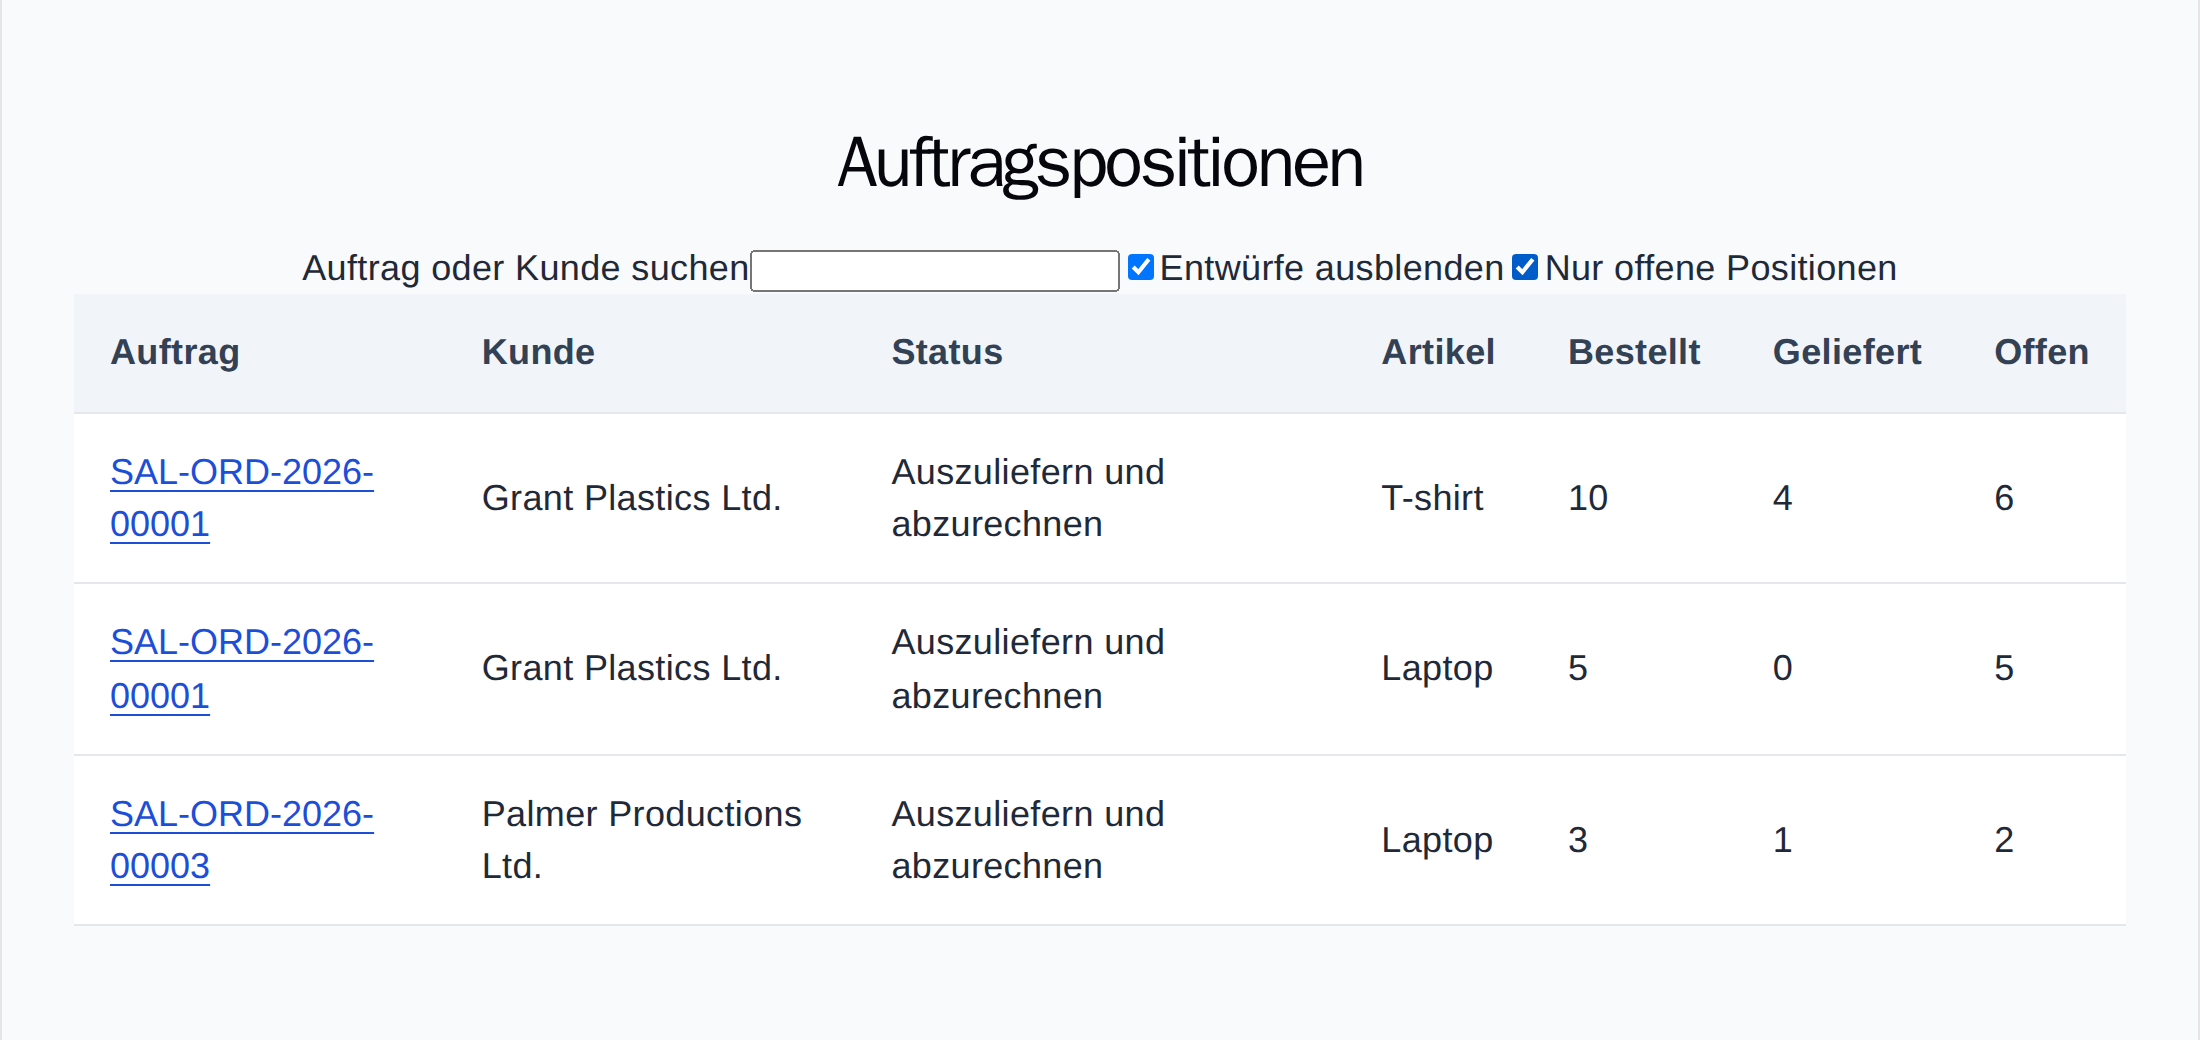 Auftragspositionen
Auftrag oder Kunde suchen Entwürfe ausblenden Nur offene Positionen
Auftrag Kunde Status Artikel Bestellt Geliefert Offen
SAL-ORD-2026-
00001
Grant Plastics Ltd.
Auszuliefern und
abzurechnen
T-shirt 10 4 6
SAL-ORD-2026-
00001
Grant Plastics Ltd.
Auszuliefern und
abzurechnen
Laptop 5 0 5
SAL-ORD-2026-
00003
Palmer Productions
Ltd.
Auszuliefern und
abzurechnen
Laptop 3 1 2